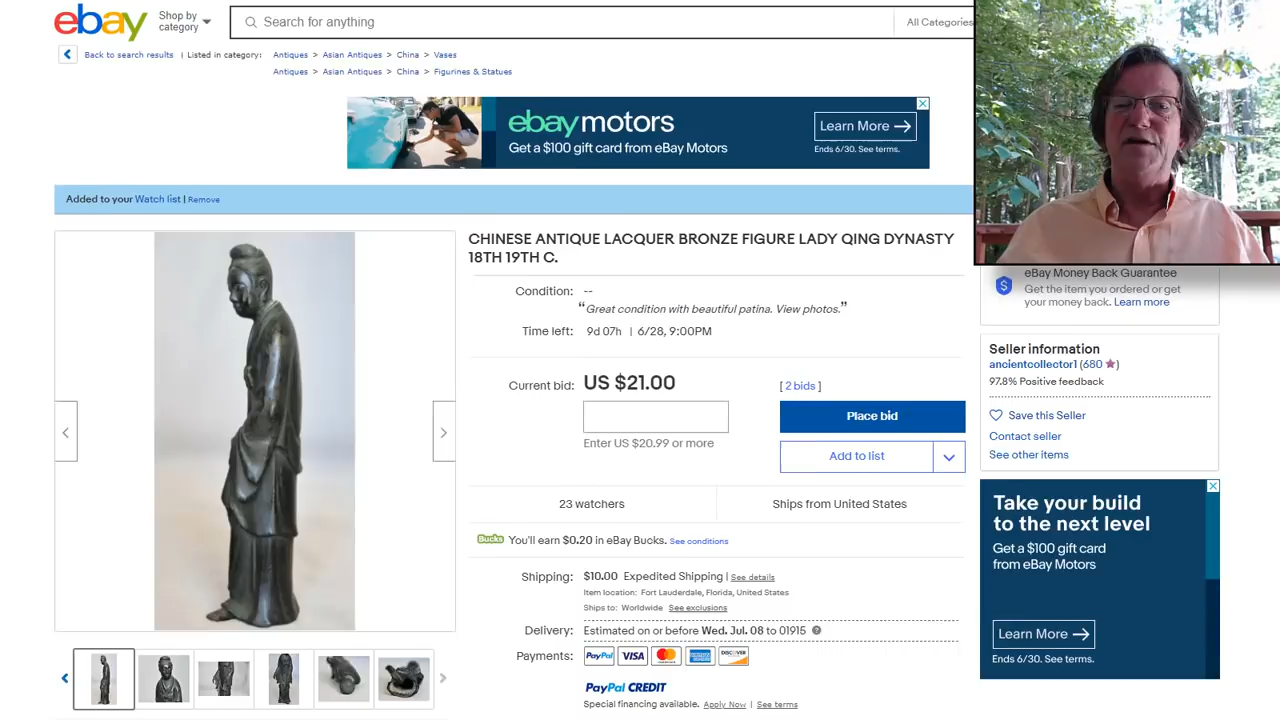 ebay
Shop by
category
Search for anything
All Categories
Back to search results | Listed in category: Antiques > Asian Antiques > China > Vases
Antiques > Asian Antiques > China > Figurines & Statues
ebay motors
Get a $100 gift card from eBay Motors
Learn More →
Ends 6/30. See terms.
Added to your Watch list | Remove
CHINESE ANTIQUE LACQUER BRONZE FIGURE LADY QING DYNASTY
18TH 19TH C.
Condition: --
“Great condition with beautiful patina. View photos.”
Time left: 9d 07h | 6/28, 9:00PM
Current bid: US $21.00 [ 2 bids ]
Place bid
Enter US $20.99 or more
Add to list
23 watchers
Ships from United States
Bucks You'll earn $0.20 in eBay Bucks. See conditions
Shipping: $10.00 Expedited Shipping | See details
Item location: Fort Lauderdale, Florida, United States
Ships to: Worldwide See exclusions
Delivery: Estimated on or before Wed. Jul. 08 to 01915
Payments: PayPal VISA MasterCard AMERICAN EXPRESS DISCOVER
PayPal CREDIT
Special financing available. Apply Now | See terms
eBay Money Back Guarantee
Get the item you ordered or get
your money back. Learn more
Seller information
ancientcollector1 (680 ★)
97.8% Positive feedback
Save this Seller
Contact seller
See other items
Take your build
to the next level
Get a $100 gift card
from eBay Motors
Learn More →
Ends 6/30. See terms.